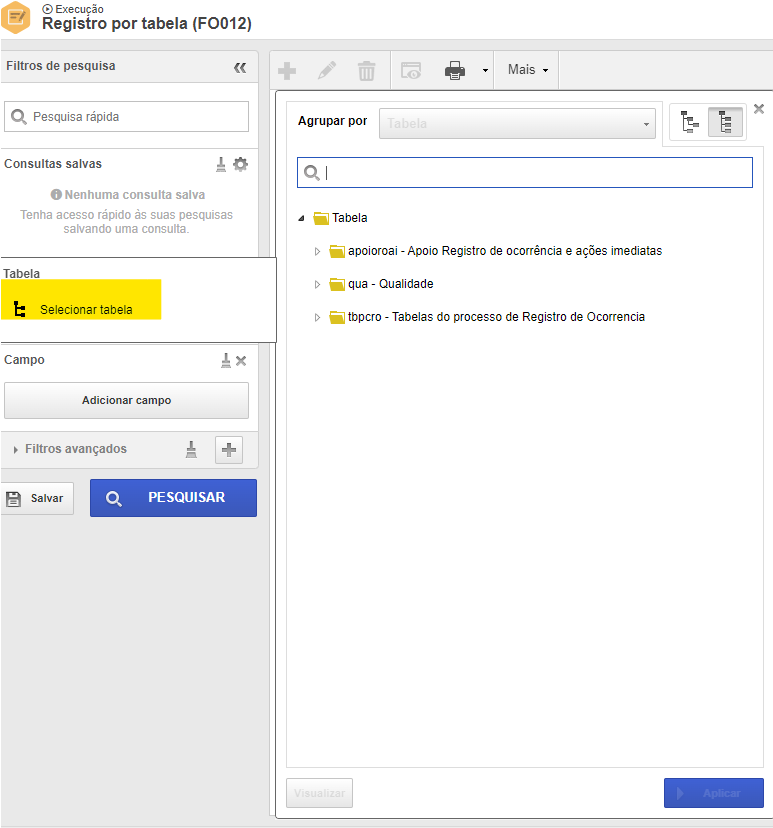 Execução
Registro por tabela (FO012)
Filtros de pesquisa
Pesquisa rápida
Consultas salvas
Nenhuma consulta salva
Tenha acesso rápido às suas pesquisas
salvando uma consulta.
Tabela
Selecionar tabela
Campo
Adicionar campo
Filtros avançados
Salvar
PESQUISAR
Mais
Agrupar por
Tabela
Tabela
apoioroai - Apoio Registro de ocorrência e ações imediatas
qua - Qualidade
tbpcro - Tabelas do processo de Registro de Ocorrencia
Visualizar
Aplicar